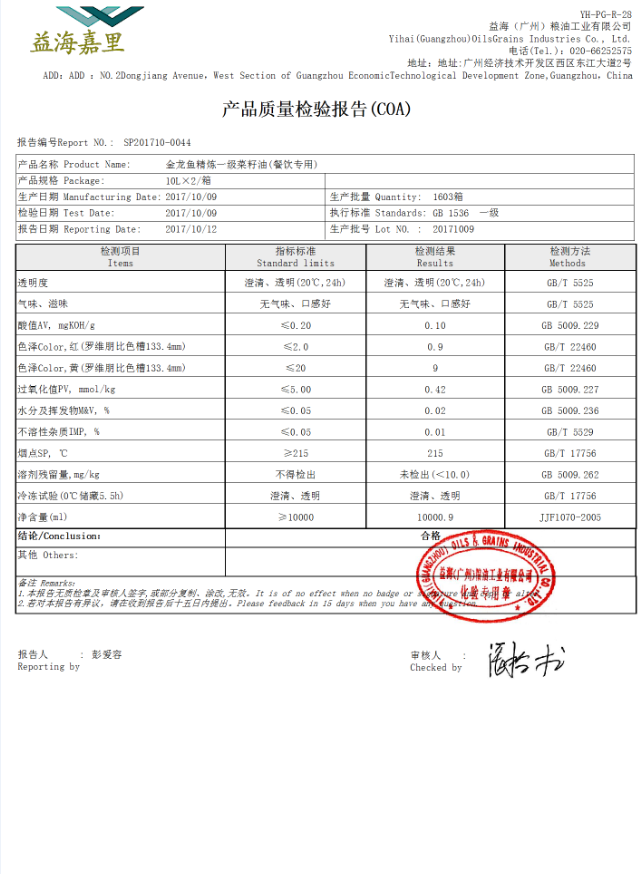 益海嘉里
YH-PG-R-28
益海（广州）粮油工业有限公司
Yihai(Guangzhou)OilsGrains Industries Co., Ltd.
电话(Tel.): 020-66252575
地址: 地址:广州经济技术开发区西区东江大道2号
ADD: ADD : NO.2Dongjiang Avenue, West Section of Guangzhou EconomicTechnological Development Zone,Guangzhou, China
产品质量检验报告(COA)
报告编号Report NO.: SP201710-0044
产品名称 Product Name: 金龙鱼精炼一级菜籽油(餐饮专用)
产品规格 Package: 10L×2/箱
生产日期 Manufacturing Date: 2017/10/09 生产批量 Quantity: 1603箱
检验日期 Test Date: 2017/10/09 执行标准 Standards: GB 1536 一级
报告日期 Reporting Date: 2017/10/12 生产批号 Lot NO. : 20171009
检测项目 指标标准 检测结果 检测方法
Items Standard limits Results Methods
透明度 澄清、透明(20℃,24h) 澄清、透明(20℃,24h) GB/T 5525
气味、滋味 无气味、口感好 无气味、口感好 GB/T 5525
酸值AV, mgKOH/g ≤0.20 0.10 GB 5009.229
色泽Color,红(罗维朋比色槽133.4mm) ≤2.0 0.9 GB/T 22460
色泽Color,黄(罗维朋比色槽133.4mm) ≤20 9 GB/T 22460
过氧化值PV, mmol/kg ≤5.00 0.42 GB 5009.227
水分及挥发物M&V, % ≤0.05 0.02 GB 5009.236
不溶性杂质IMP, % ≤0.05 0.01 GB/T 5529
烟点SP, ℃ ≥215 215 GB/T 17756
溶剂残留量,mg/kg 不得检出 未检出(<10.0) GB 5009.262
冷冻试验(0℃储藏5.5h) 澄清、透明 澄清、透明 GB/T 17756
净含量(ml) ≥10000 10000.9 JJF1070-2005
结论/Conclusion: 合格
其他 Others:
(GUANGZHOU) OILS & GRAINS INDUSTRIAL CO.,LTD.
益海(广州)粮油工业有限公司
化验专用章
备注 Remarks:
1.本报告无质检章及审核人签字,或部分复制、涂改,无效。It is of no effect when no badge or
2.若对本报告有异议, 请在收到报告后十五日内提出。Please feedback in 15 days when you have any question.
报告人 : 彭爱容
Reporting by
审核人 :
Checked by